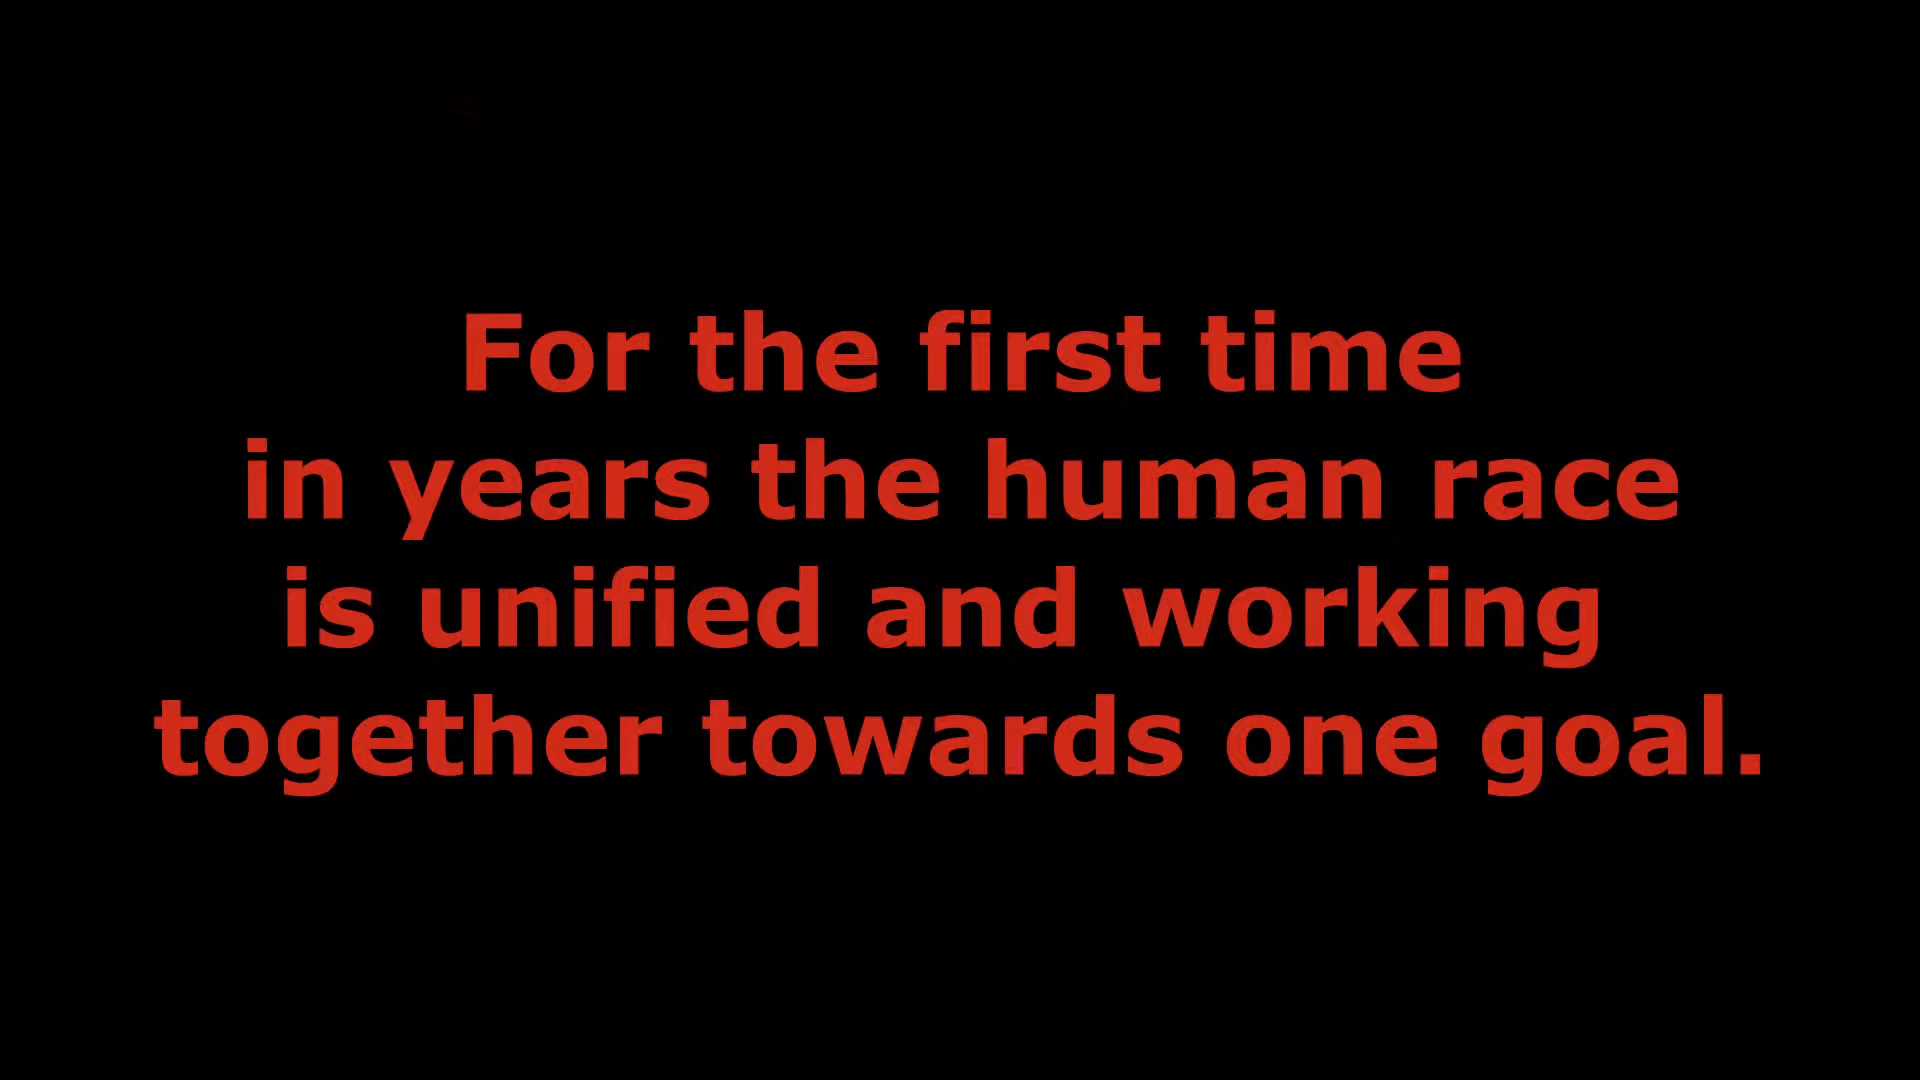 For the first time
in years the human race
is unified and working
together towards one goal.